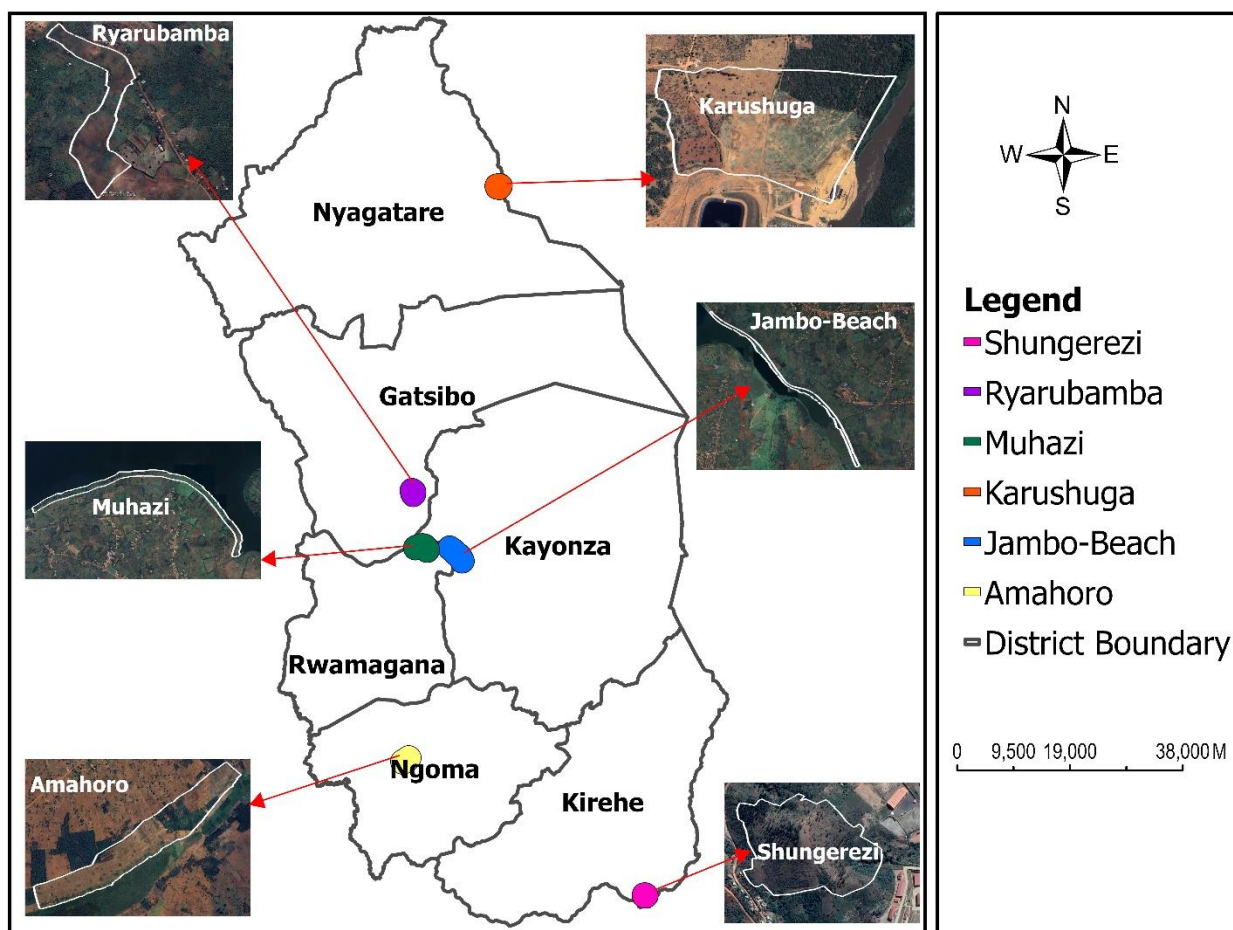 Ryarubamba
Karushuga
Nyagatare
Jambo-Beach
Gatsibo
Muhazi
Kayonza
Rwamagana
Amahoro
Ngoma
Kirehe
Shungerezi
N
W E
S
Legend
Shungerezi
Ryarubamba
Muhazi
Karushuga
Jambo-Beach
Amahoro
District Boundary
0 9,500 19,000 38,000 M